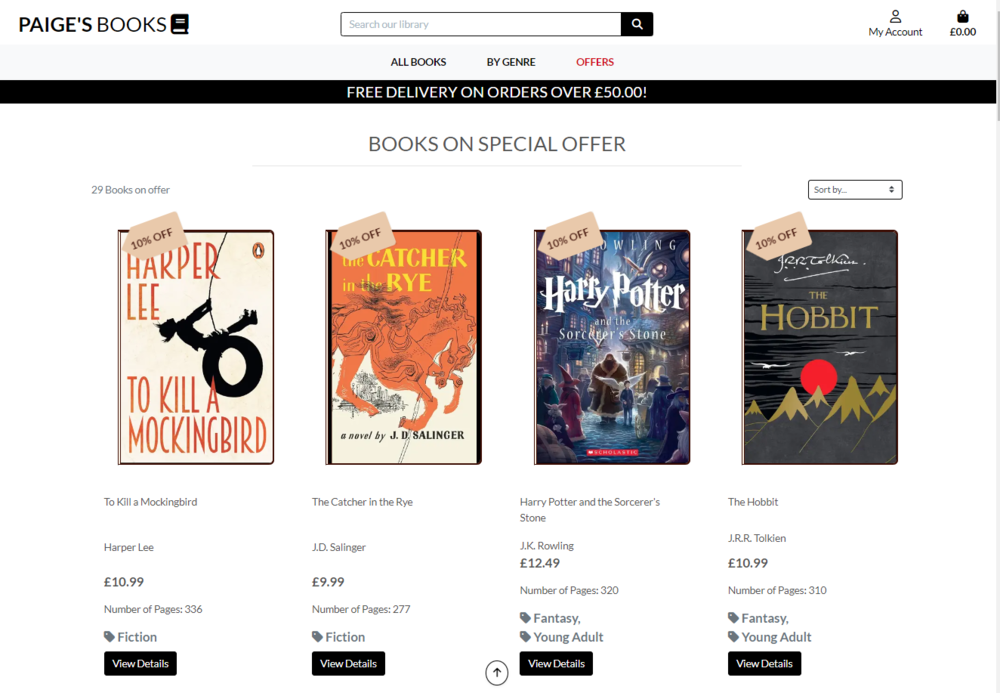 PAIGE'S BOOKS
Search our library
My Account
£0.00
ALL BOOKS
BY GENRE
OFFERS
FREE DELIVERY ON ORDERS OVER £50.00!
BOOKS ON SPECIAL OFFER
29 Books on offer
Sort by...
10% OFF
HARPER
LEE
TO KILL A
MOCKINGBIRD
10% OFF
the CATCHER
in the RYE
a novel by J. D. SALINGER
10% OFF
OWLING
Harry Potter
and the
Sorcerer's Stone
SCHOLASTIC
10% OFF
J.R.R. Tolkien.
THE
HOBBIT
To Kill a Mockingbird
Harper Lee
£10.99
Number of Pages: 336
Fiction
View Details
The Catcher in the Rye
J.D. Salinger
£9.99
Number of Pages: 277
Fiction
View Details
Harry Potter and the Sorcerer's
Stone
J.K. Rowling
£12.49
Number of Pages: 320
Fantasy,
Young Adult
View Details
The Hobbit
J.R.R. Tolkien
£10.99
Number of Pages: 310
Fantasy,
Young Adult
View Details